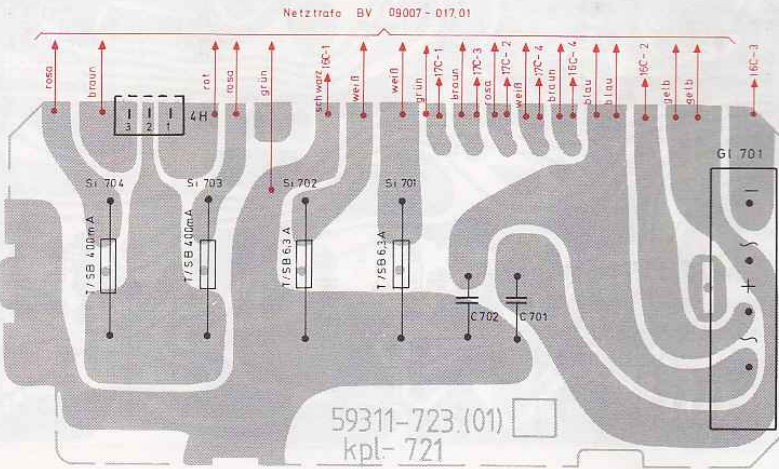 Netztrafo BV 09007-017.01
rosa
braun
rot
rosa
grün
schwarz
16C-1
weiß
weiß
grün
17C-1
braun
17C-3
rosa
17C-2
weiß
17C-4
braun
16C-4
blau
blau
16C-2
gelb
gelb
16C-3
3 2 1
4H
Gl 701
Si 704
Si 703
Si 702
Si 701
T/SB 400mA
T/SB 400mA
T/SB 6,3 A
T/SB 6,3 A
C702
C701
59311-723.(01)
kpl-721